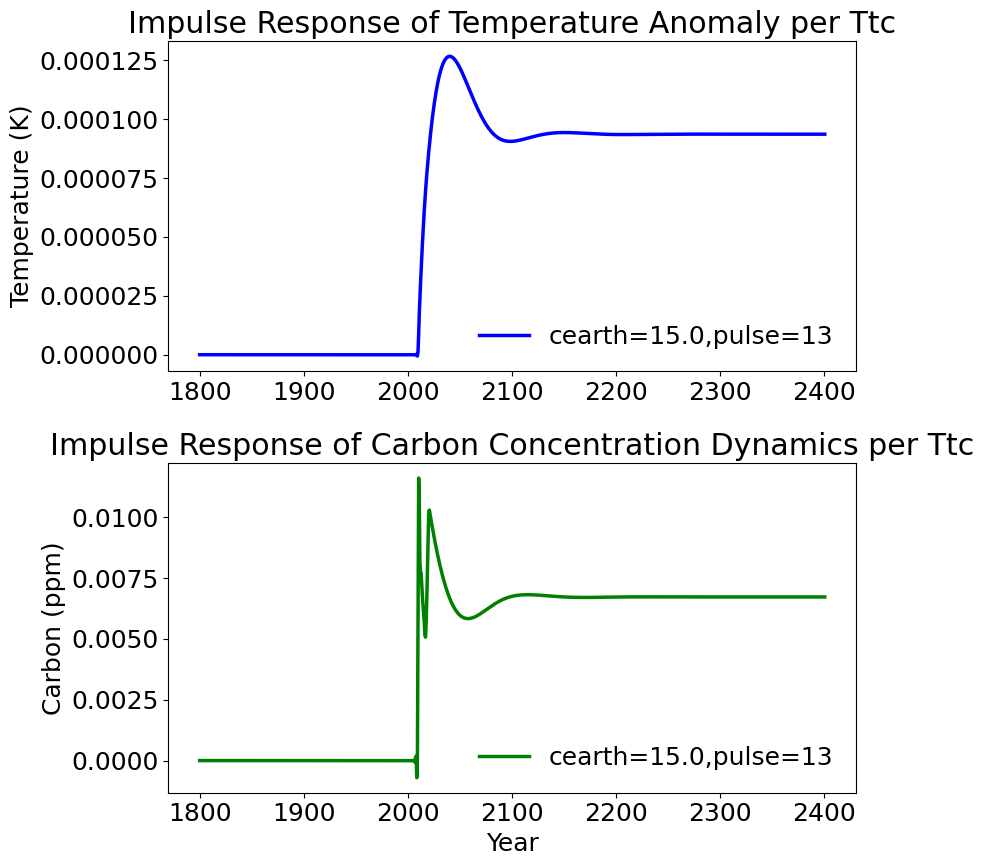 Impulse Response of Temperature Anomaly per Ttc
0.000125
0.000100
0.000075
0.000050
0.000025
0.000000
Temperature (K)
cearth=15.0,pulse=13
1800 1900 2000 2100 2200 2300 2400
Impulse Response of Carbon Concentration Dynamics per Ttc
0.0100
0.0075
0.0050
0.0025
0.0000
Carbon (ppm)
cearth=15.0,pulse=13
1800 1900 2000 2100 2200 2300 2400
Year